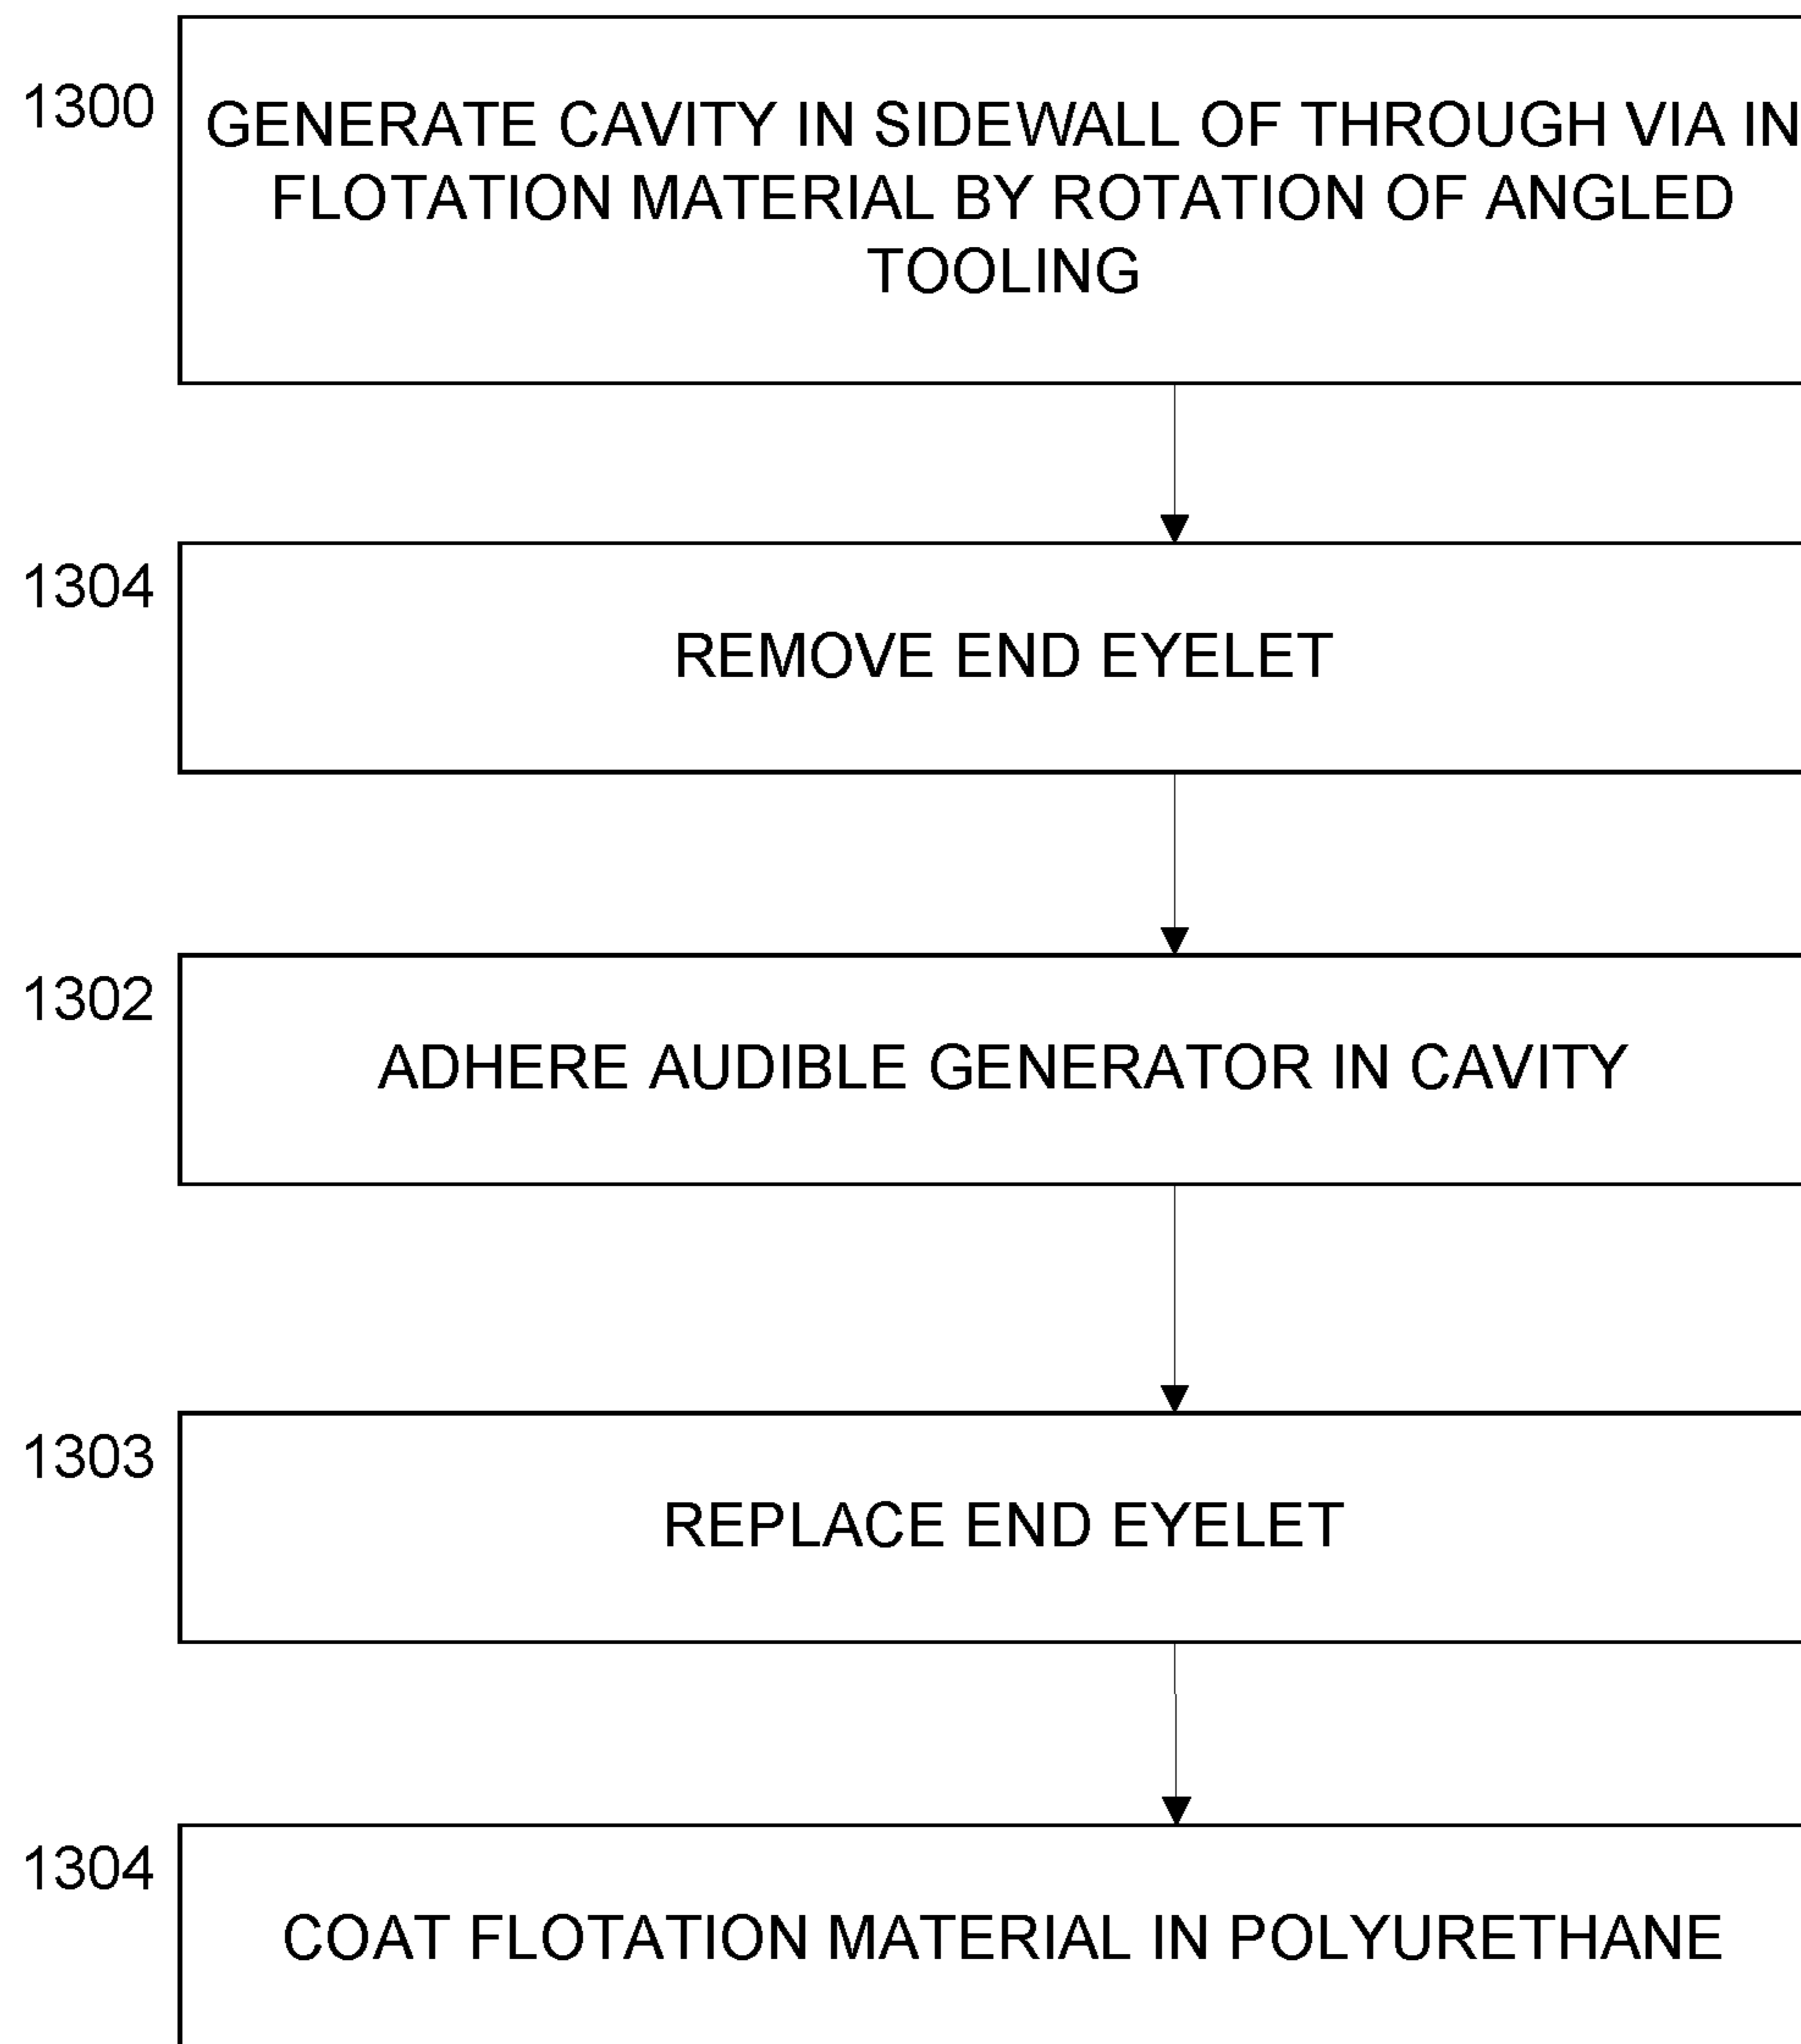 1300
GENERATE CAVITY IN SIDEWALL OF THROUGH VIA IN
FLOTATION MATERIAL BY ROTATION OF ANGLED
TOOLING
1304
REMOVE END EYELET
1302
ADHERE AUDIBLE GENERATOR IN CAVITY
1303
REPLACE END EYELET
1304
COAT FLOTATION MATERIAL IN POLYURETHANE